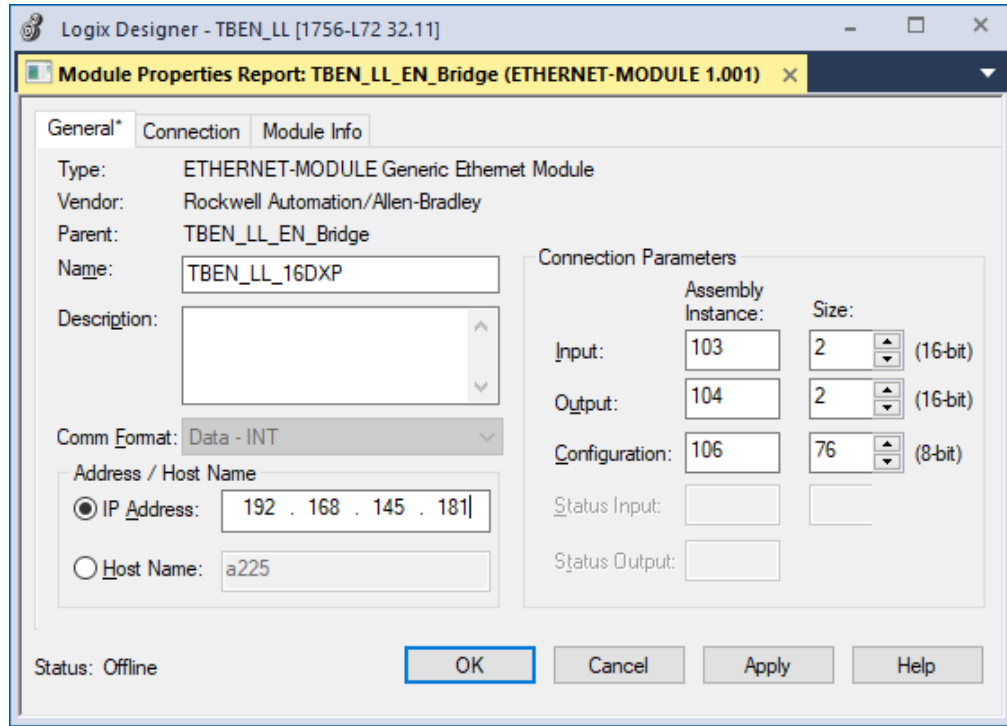 Logix Designer - TBEN_LL [1756-L72 32.11]
Module Properties Report: TBEN_LL_EN_Bridge (ETHERNET-MODULE 1.001)
General* Connection Module Info
Type: ETHERNET-MODULE Generic Ethernet Module
Vendor: Rockwell Automation/Allen-Bradley
Parent: TBEN_LL_EN_Bridge
Name: TBEN_LL_16DXP
Description:
Comm Format: Data - INT
Address / Host Name
IP Address: 192 . 168 . 145 . 181
Host Name: a225
Connection Parameters
Assembly Instance: Size:
Input: 103 2 (16-bit)
Output: 104 2 (16-bit)
Configuration: 106 76 (8-bit)
Status Input:
Status Output:
Status: Offline
OK Cancel Apply Help